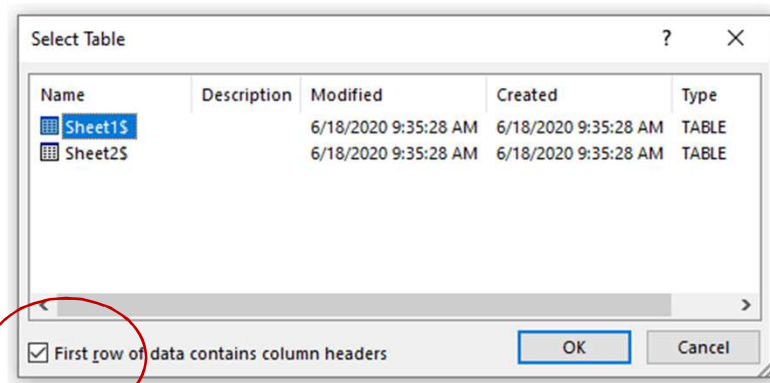 Select Table ?
Name Description Modified Created Type
Sheet1$ 6/18/2020 9:35:28 AM 6/18/2020 9:35:28 AM TABLE
Sheet2$ 6/18/2020 9:35:28 AM 6/18/2020 9:35:28 AM TABLE
First row of data contains column headers OK Cancel